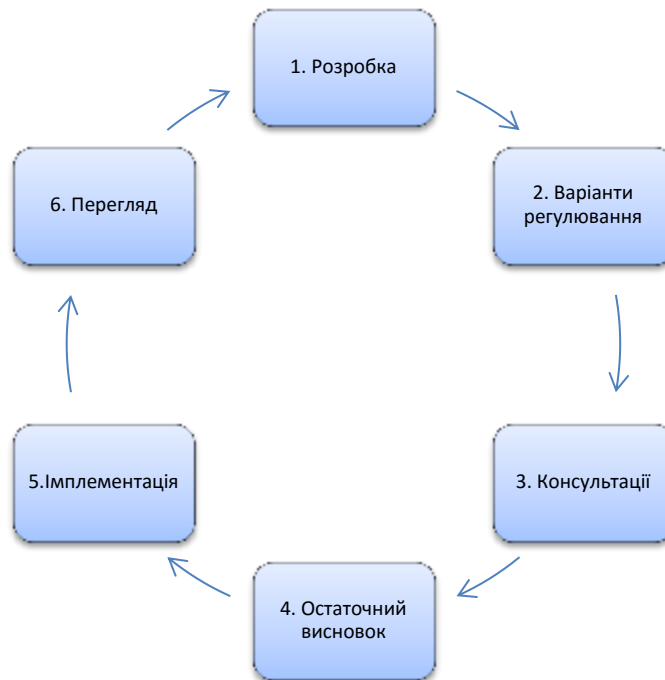 1. Розробка
2. Варіанти
регулювання
3. Консультації
4. Остаточний
висновок
5.Імплементація
6. Перегляд